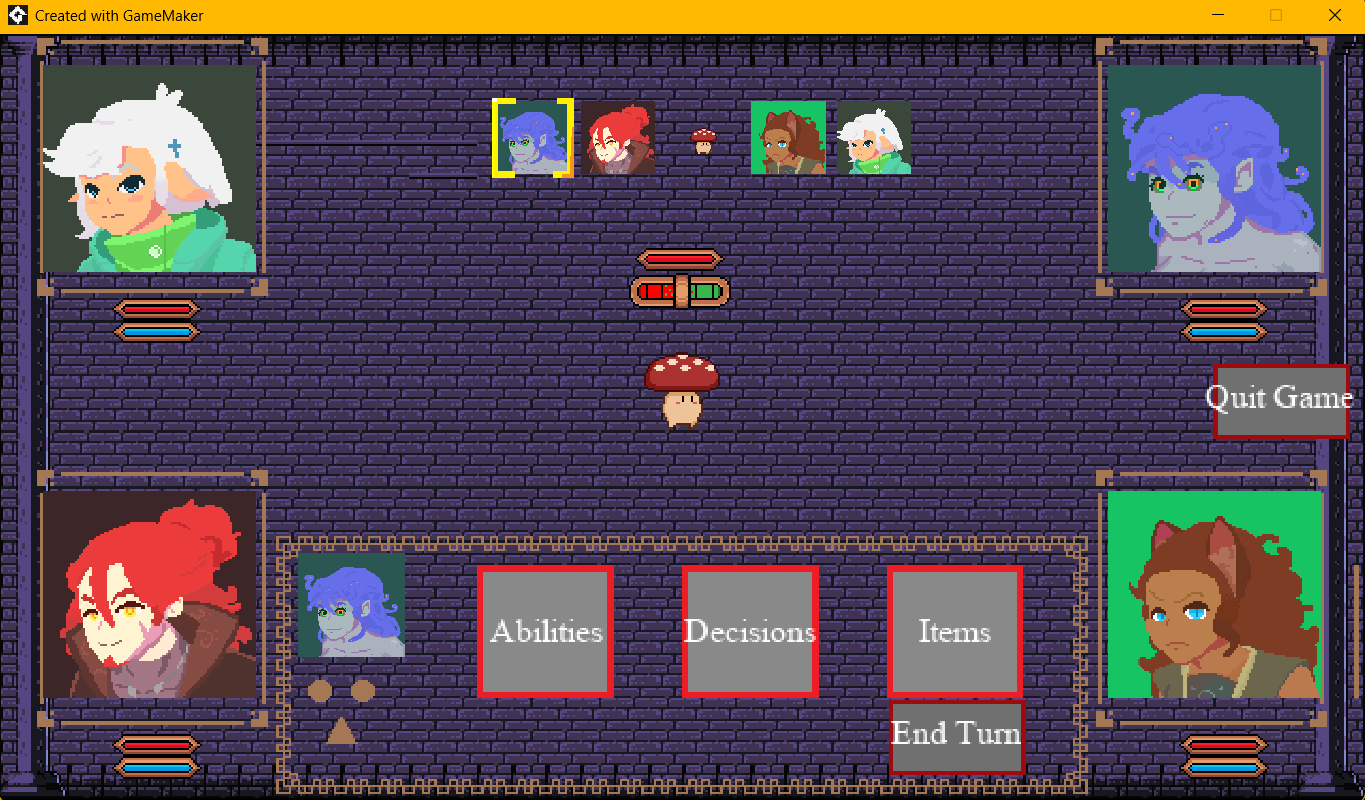 Created with GameMaker
Quit Game
Abilities
Decisions
Items
End Turn